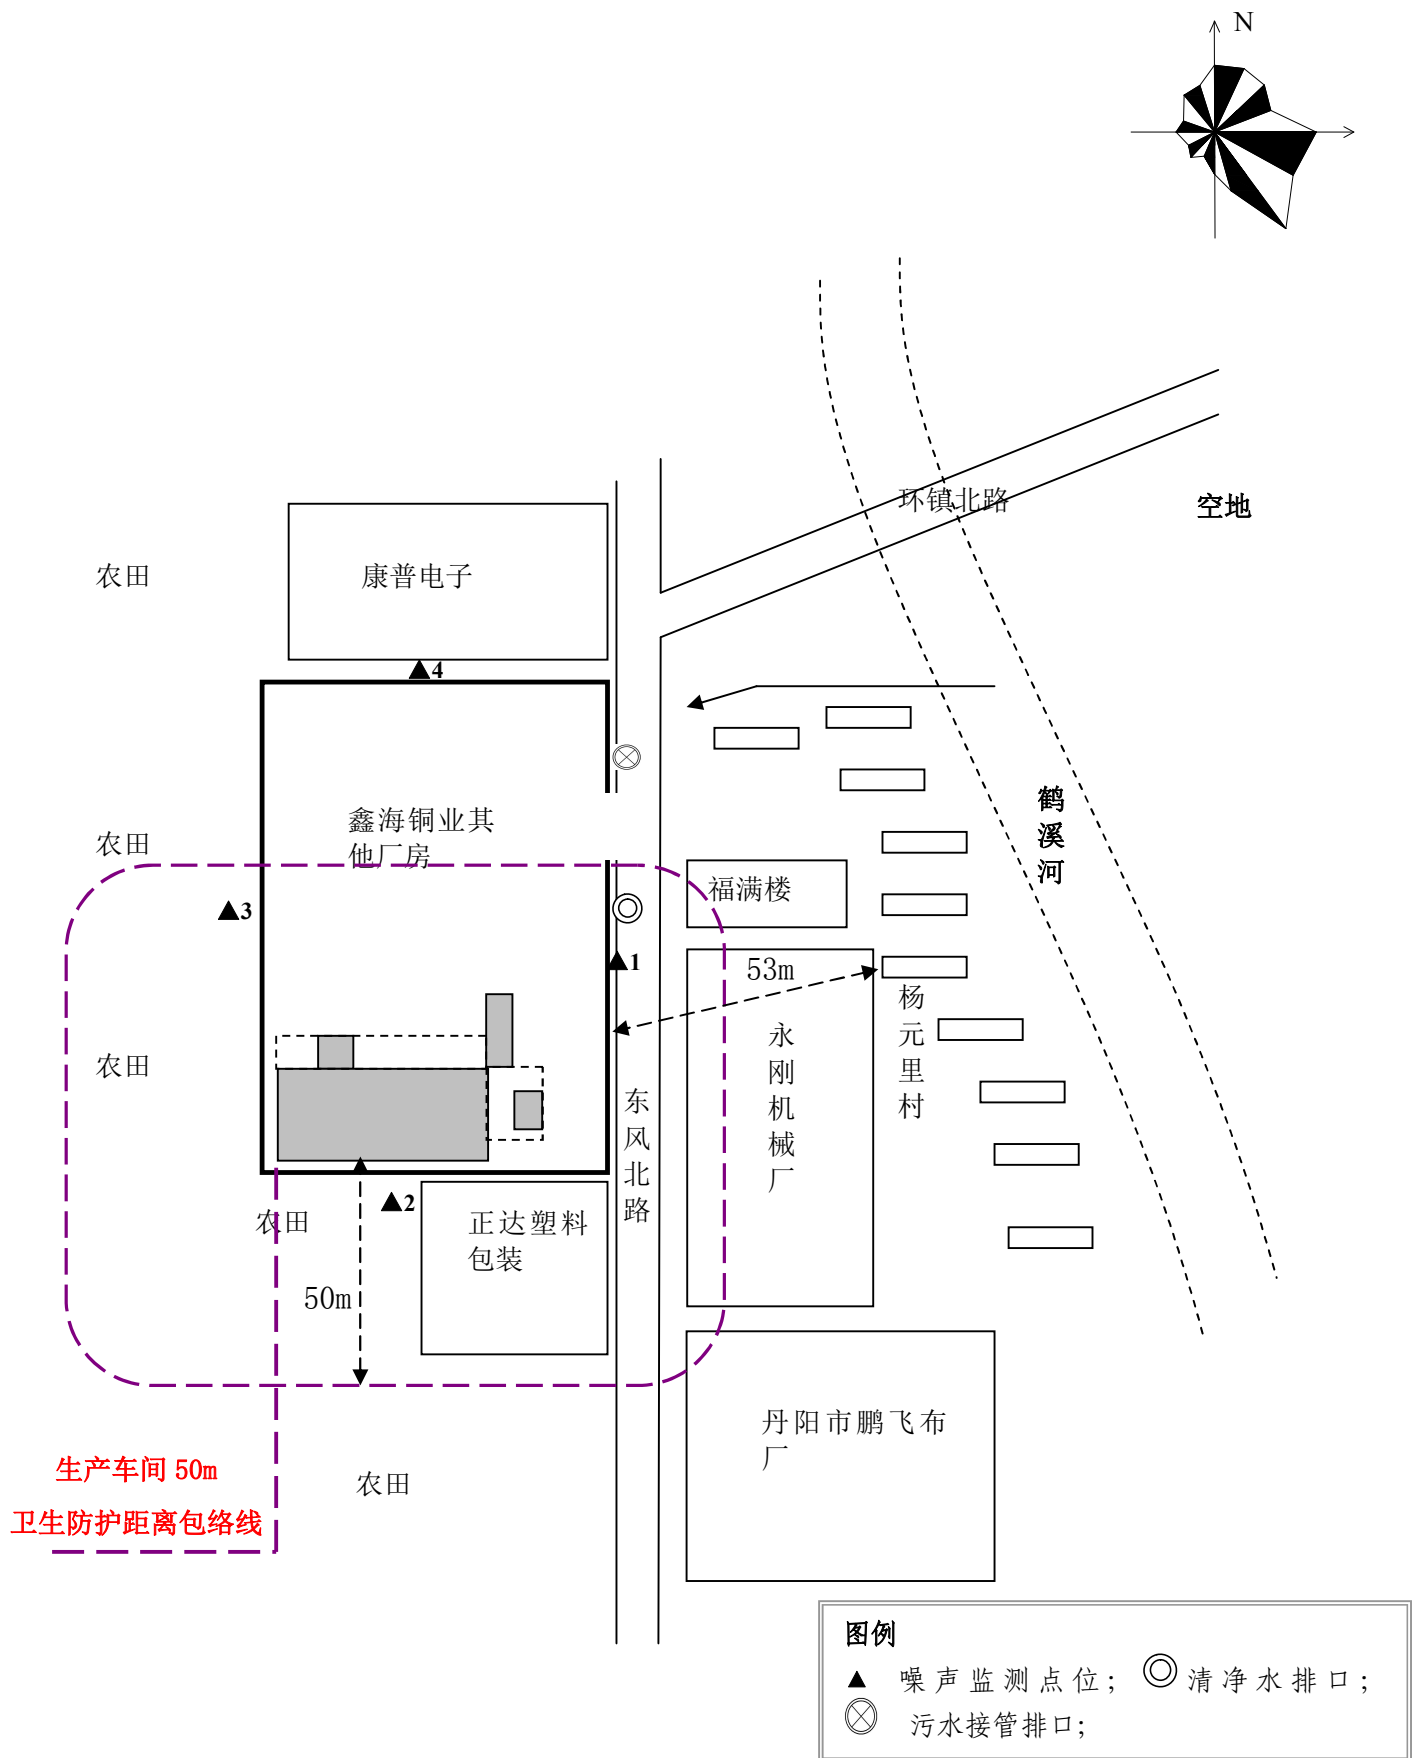 N
环镇北路
空地
农田
康普电子
4
鑫海铜业其
他厂房
农田
鹤溪河
福满楼
3
1
53m
杨元里村
永刚机械厂
农田
东风北路
2
农田
正达塑料
包装
50m
丹阳市鹏飞布
厂
生产车间 50m
农田
卫生防护距离包络线
图例
噪声监测点位；
清净水排口；
污水接管排口；